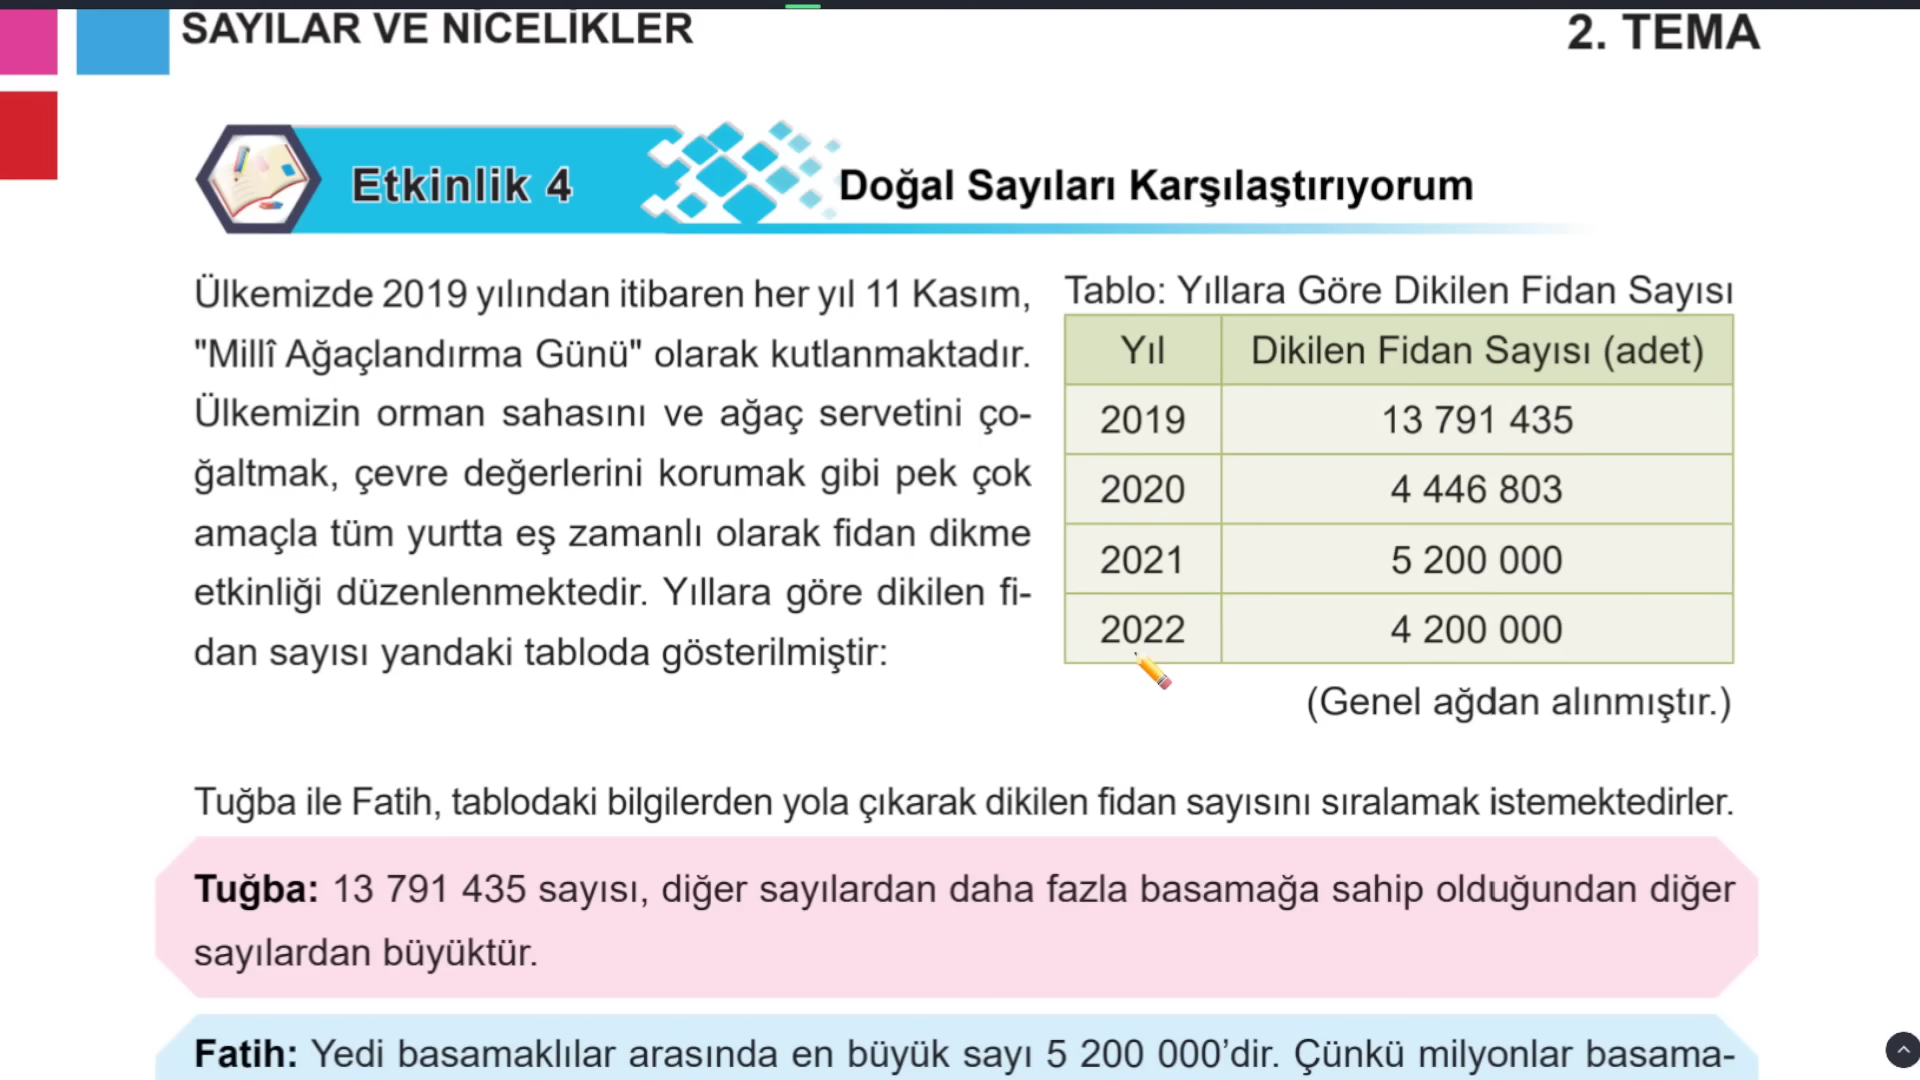 SAYILAR VE NİCELİKLER
2. TEMA
Etkinlik 4
Doğal Sayıları Karşılaştırıyorum
Ülkemizde 2019 yılından itibaren her yıl 11 Kasım,
"Millî Ağaçlandırma Günü" olarak kutlanmaktadır.
Ülkemizin orman sahasını ve ağaç servetini ço-
ğaltmak, çevre değerlerini korumak gibi pek çok
amaçla tüm yurtta eş zamanlı olarak fidan dikme
etkinliği düzenlenmektedir. Yıllara göre dikilen fi-
dan sayısı yandaki tabloda gösterilmiştir:
Tablo: Yıllara Göre Dikilen Fidan Sayısı
Yıl Dikilen Fidan Sayısı (adet)
2019 13 791 435
2020 4 446 803
2021 5 200 000
2022 4 200 000
(Genel ağdan alınmıştır.)
Tuğba ile Fatih, tablodaki bilgilerden yola çıkarak dikilen fidan sayısını sıralamak istemektedirler.
Tuğba: 13 791 435 sayısı, diğer sayılardan daha fazla basamağa sahip olduğundan diğer
sayılardan büyüktür.
Fatih: Yedi basamaklılar arasında en büyük sayı 5 200 000’dir. Çünkü milyonlar basama-